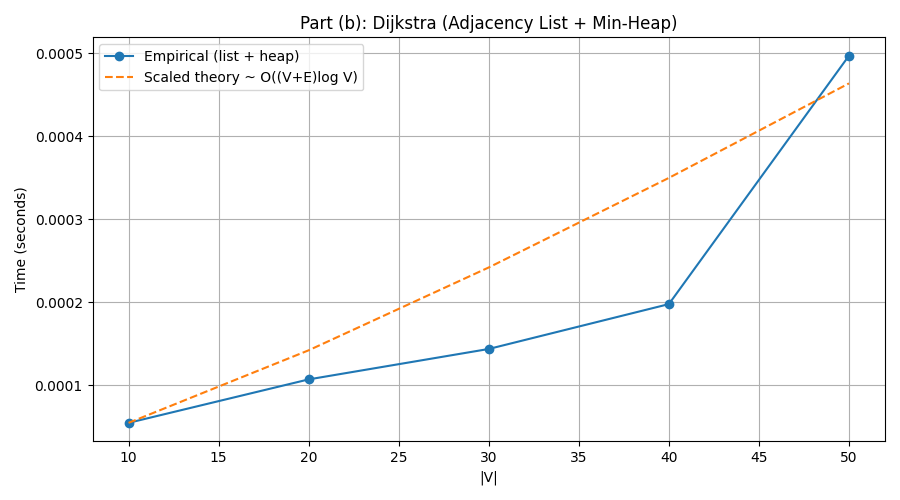 Part (b): Dijkstra (Adjacency List + Min-Heap)
Empirical (list + heap)
Scaled theory ~ O((V+E)log V)
Time (seconds)
0.0005
0.0004
0.0003
0.0002
0.0001
10 15 20 25 30 35 40 45 50
|V|